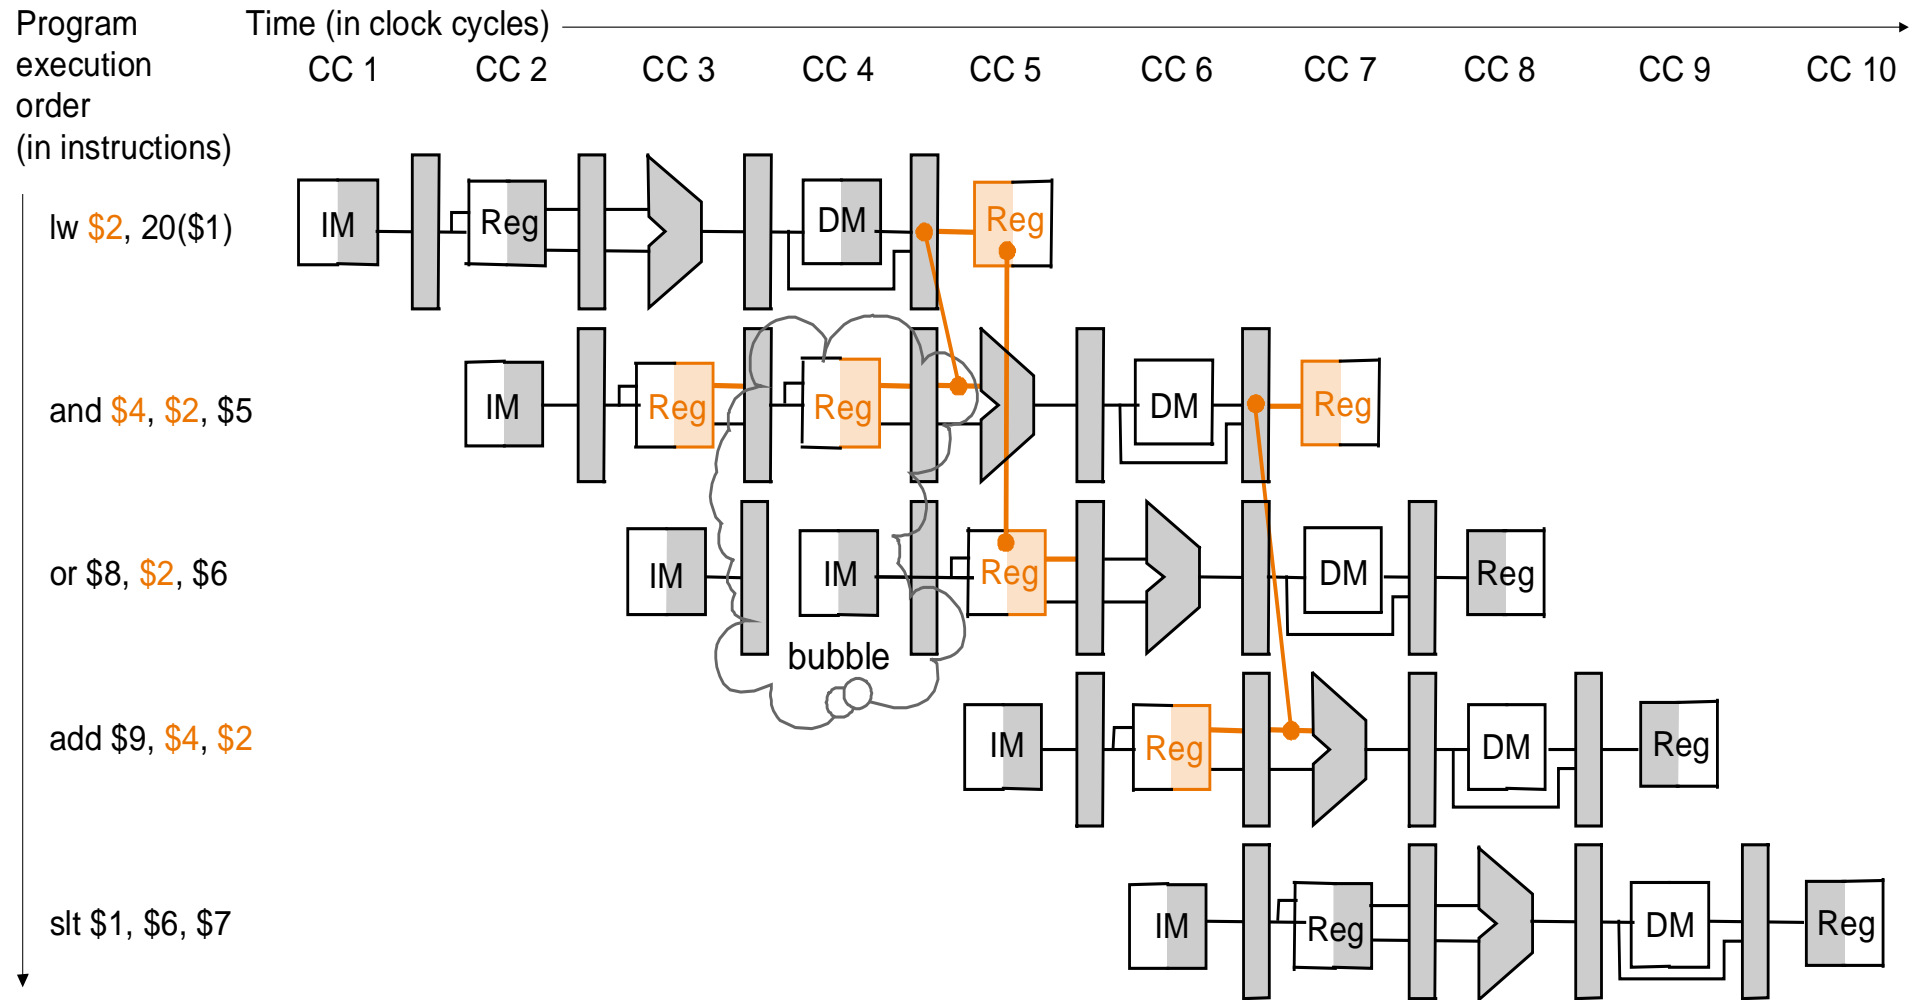 Program execution order (in instructions)
Time (in clock cycles)
CC 1 CC 2 CC 3 CC 4 CC 5 CC 6 CC 7 CC 8 CC 9 CC 10
lw $2, 20($1)
IM Reg DM Reg
and $4, $2, $5
IM Reg Reg DM Reg
or $8, $2, $6
IM IM Reg DM Reg
bubble
add $9, $4, $2
IM Reg DM Reg
slt $1, $6, $7
IM Reg DM Reg